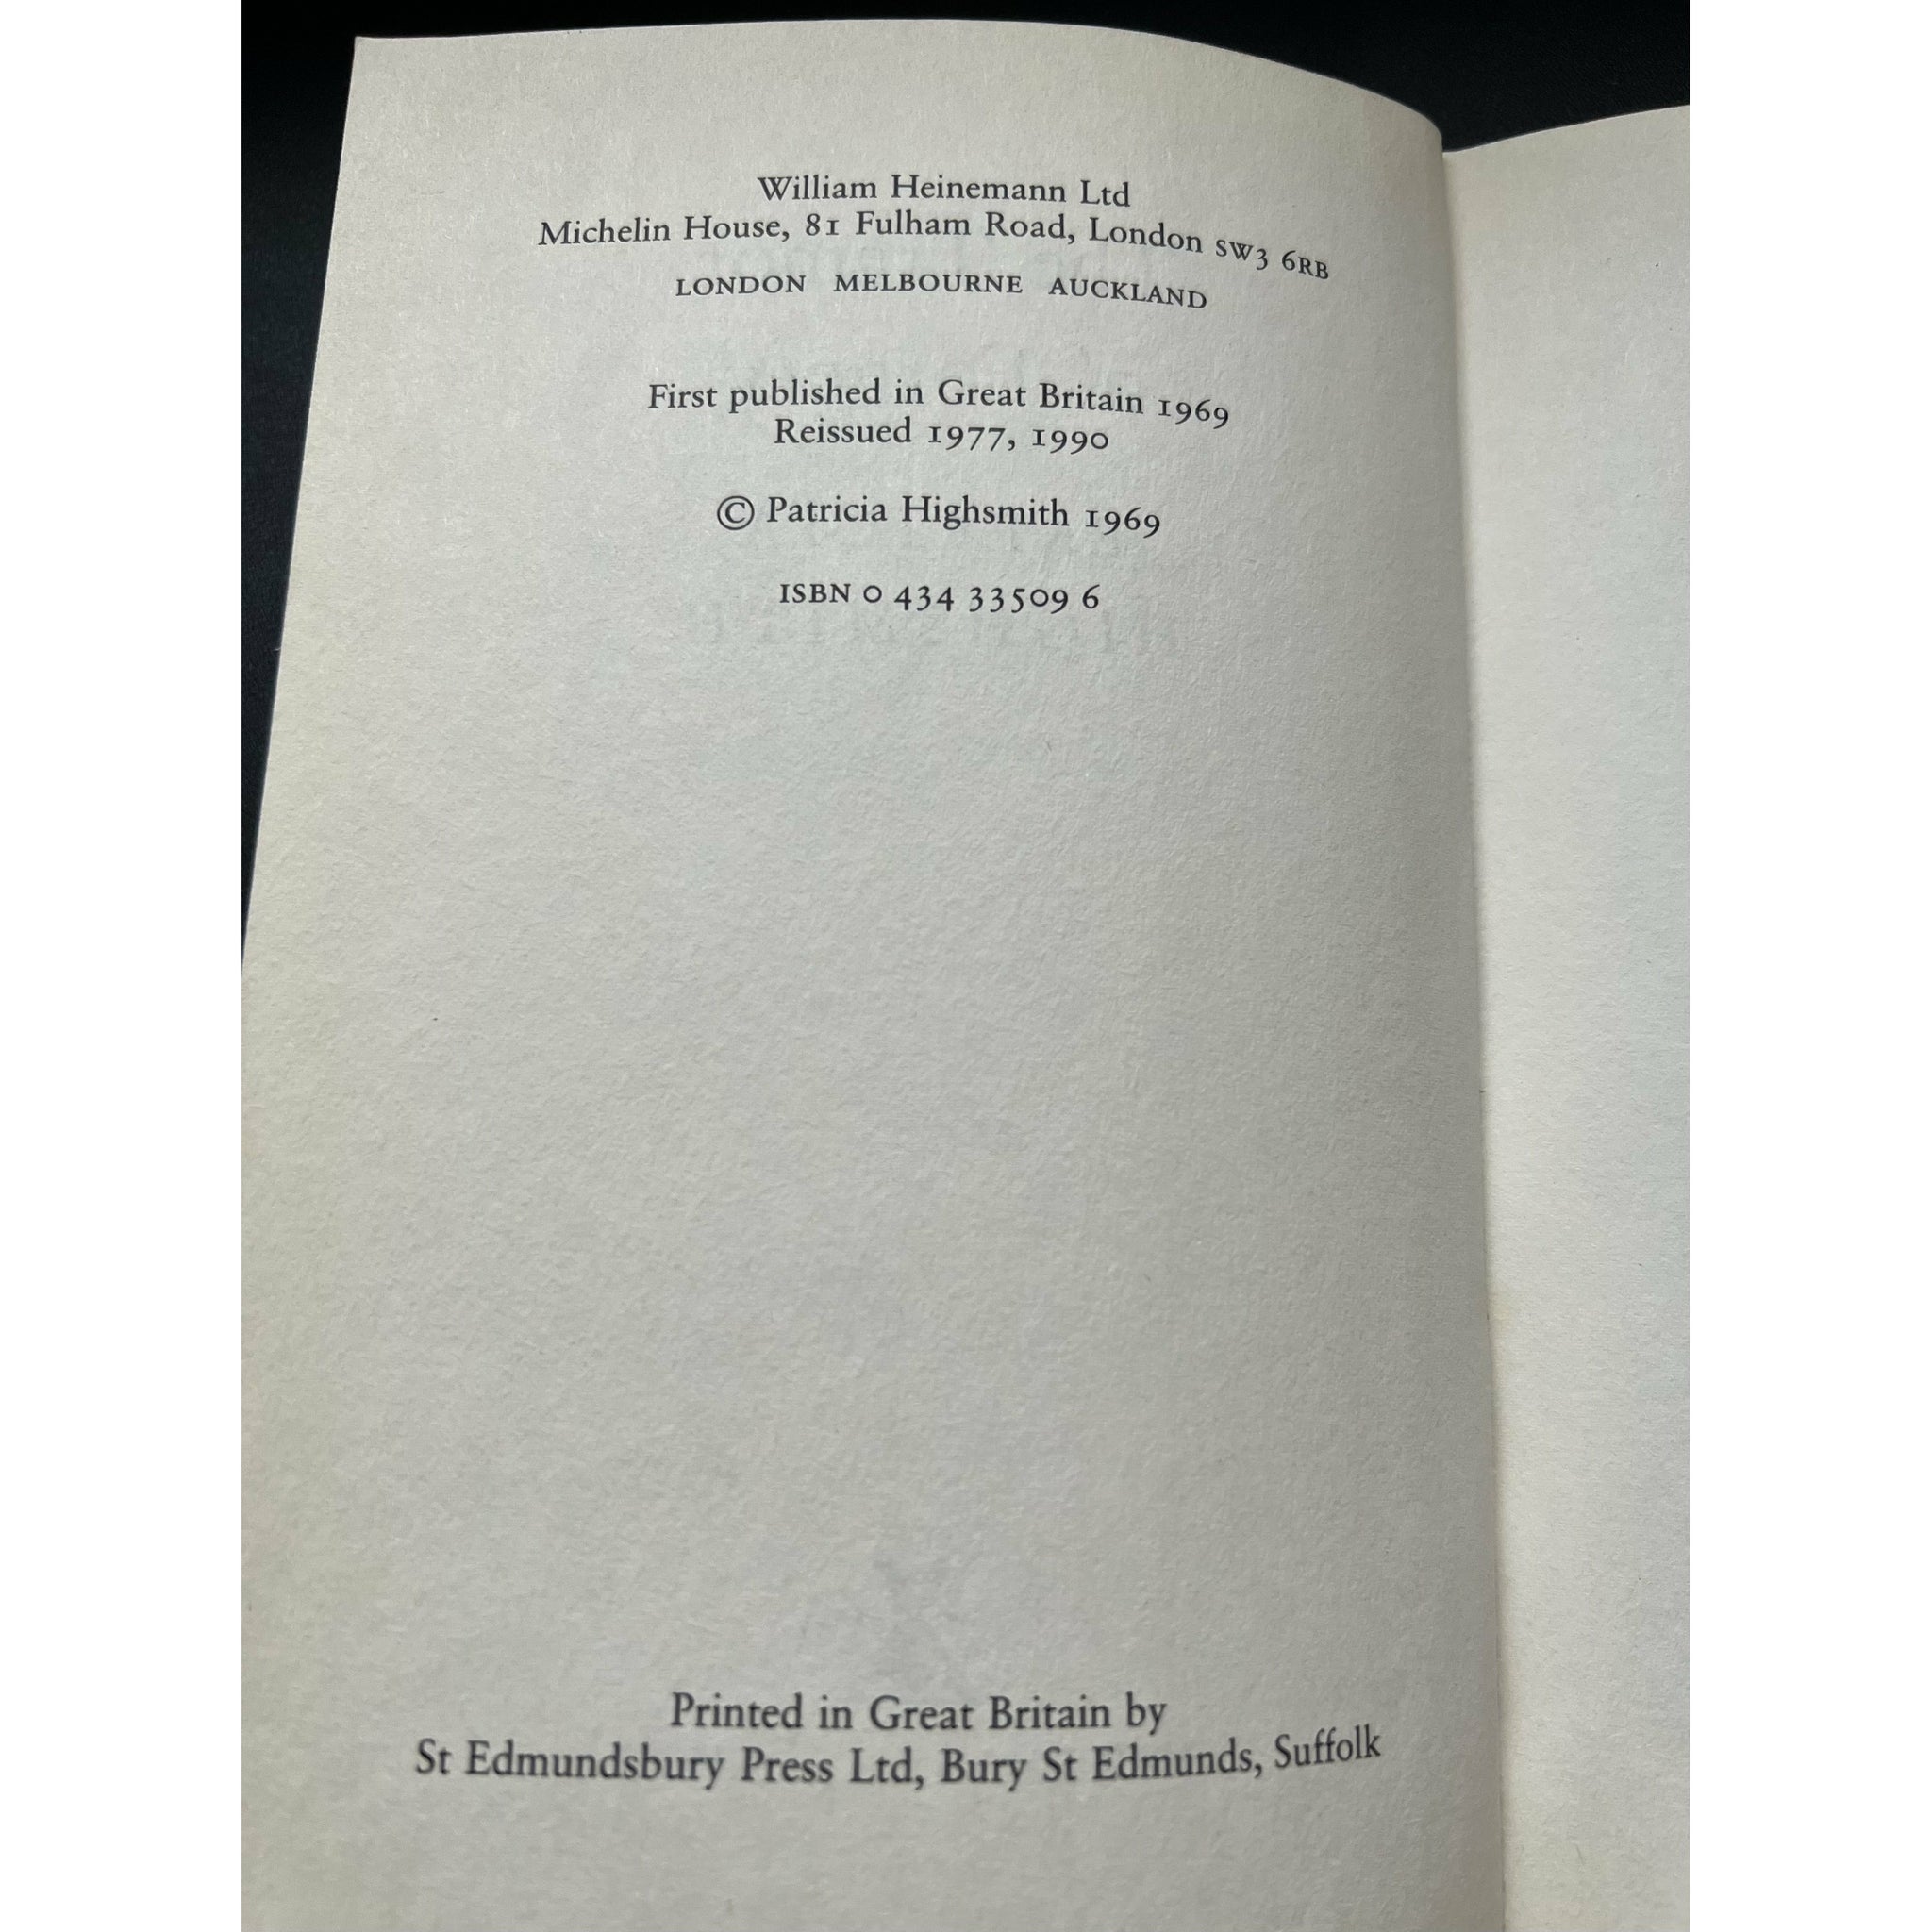 William Heinemann Ltd
Michelin House, 81 Fulham Road, London SW3 6RB
LONDON MELBOURNE AUCKLAND
First published in Great Britain 1969
Reissued 1977, 1990
© Patricia Highsmith 1969
ISBN 0 434 33509 6
Printed in Great Britain by
St Edmundsbury Press Ltd, Bury St Edmunds, Suffolk